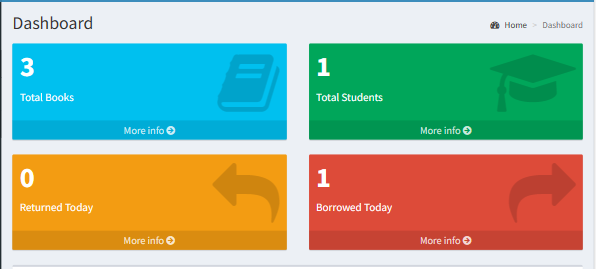 Dashboard
Home > Dashboard
3
Total Books
More info
1
Total Students
More info
0
Returned Today
More info
1
Borrowed Today
More info